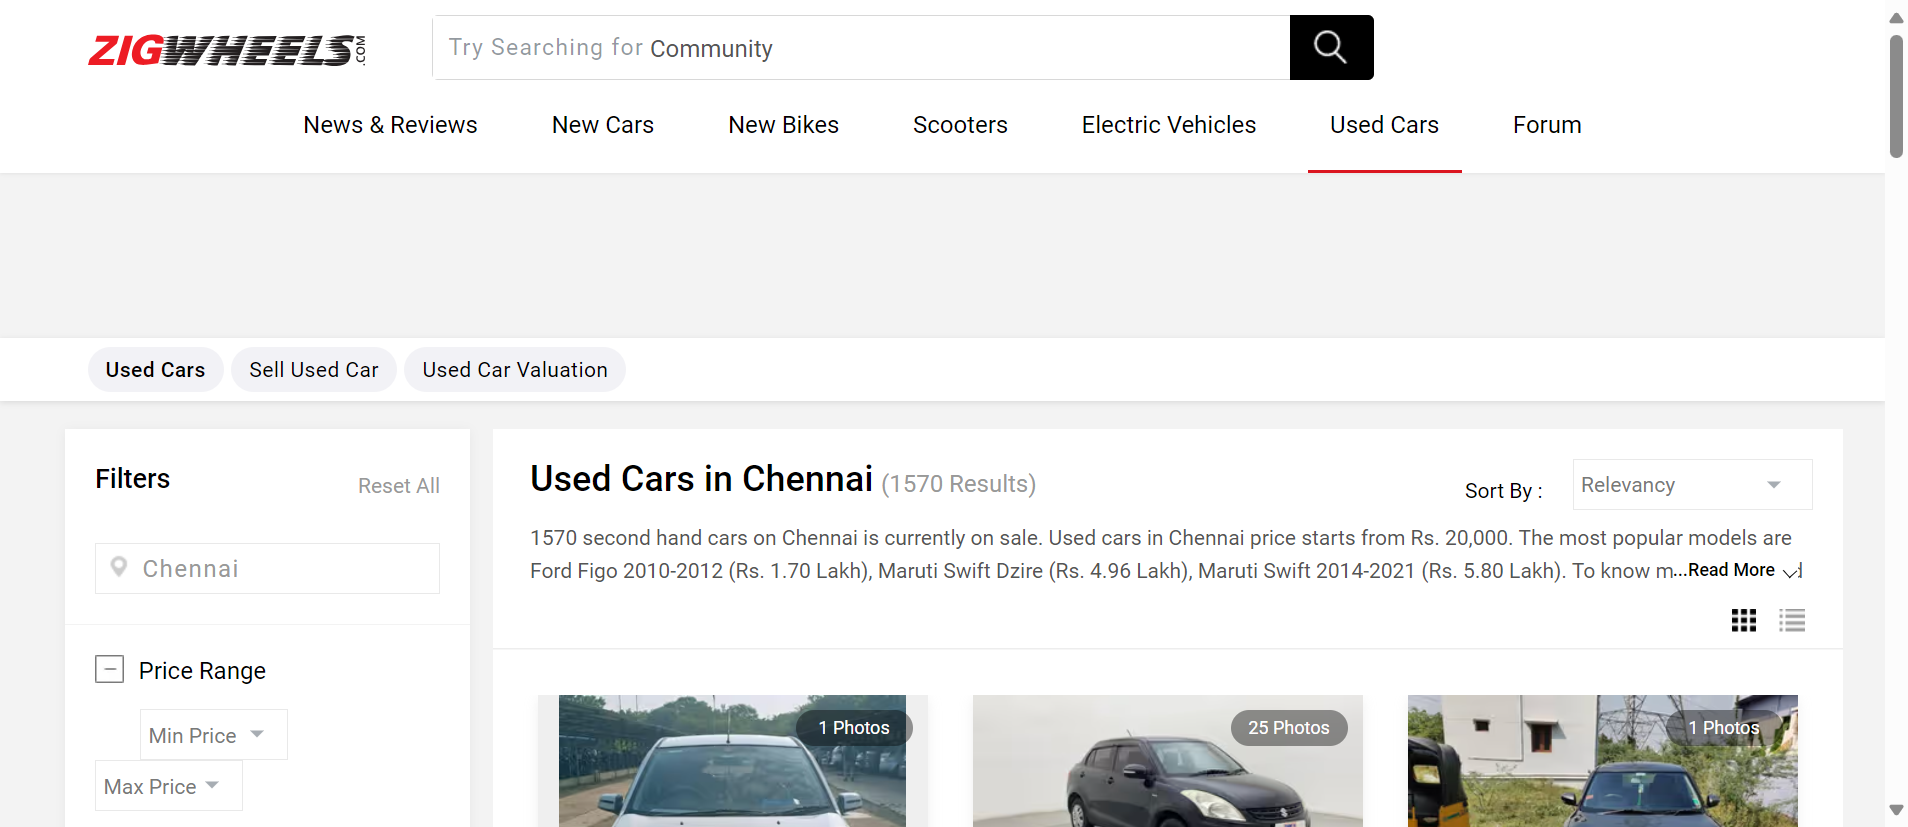 ZIGWHEELS.COM
Try Searching for Community
News & Reviews
New Cars
New Bikes
Scooters
Electric Vehicles
Used Cars
Forum
Used Cars
Sell Used Car
Used Car Valuation
Filters
Reset All
Chennai
Price Range
Min Price
Max Price
Used Cars in Chennai (1570 Results)
Sort By :
Relevancy
1570 second hand cars on Chennai is currently on sale. Used cars in Chennai price starts from Rs. 20,000. The most popular models are
Ford Figo 2010-2012 (Rs. 1.70 Lakh), Maruti Swift Dzire (Rs. 4.96 Lakh), Maruti Swift 2014-2021 (Rs. 5.80 Lakh). To know m...Read More
1 Photos
25 Photos
1 Photos